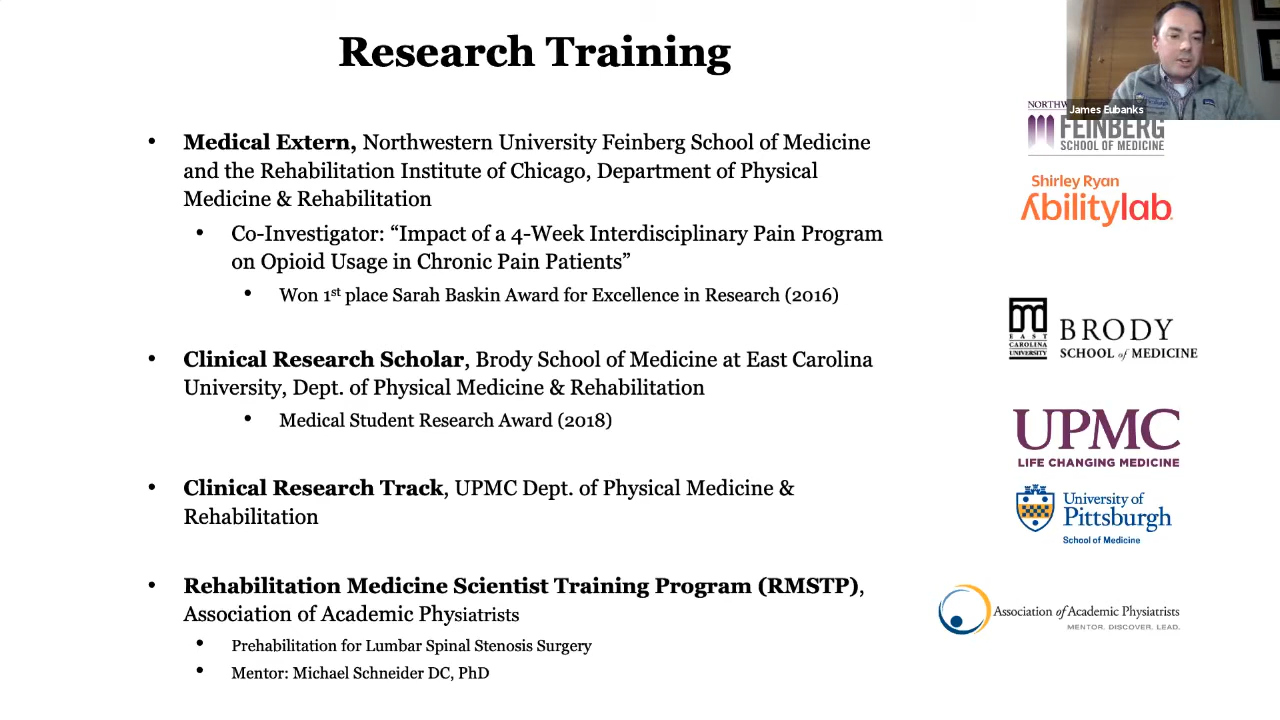 Research Training
• Medical Extern, Northwestern University Feinberg School of Medicine
and the Rehabilitation Institute of Chicago, Department of Physical
Medicine & Rehabilitation
• Co-Investigator: “Impact of a 4-Week Interdisciplinary Pain Program
on Opioid Usage in Chronic Pain Patients”
• Won 1st place Sarah Baskin Award for Excellence in Research (2016)
• Clinical Research Scholar, Brody School of Medicine at East Carolina
University, Dept. of Physical Medicine & Rehabilitation
• Medical Student Research Award (2018)
• Clinical Research Track, UPMC Dept. of Physical Medicine &
Rehabilitation
• Rehabilitation Medicine Scientist Training Program (RMSTP),
Association of Academic Physiatrists
• Prehabilitation for Lumbar Spinal Stenosis Surgery
• Mentor: Michael Schneider DC, PhD
James Eubanks
FEINBERG
SCHOOL OF MEDICINE
Shirley Ryan
Abilitylab
EAST
CAROLINA
UNIVERSITY
BRODY
SCHOOL of MEDICINE
UPMC
LIFE CHANGING MEDICINE
University of
Pittsburgh
School of Medicine
Association of Academic Physiatrists
MENTOR. DISCOVER. LEAD.